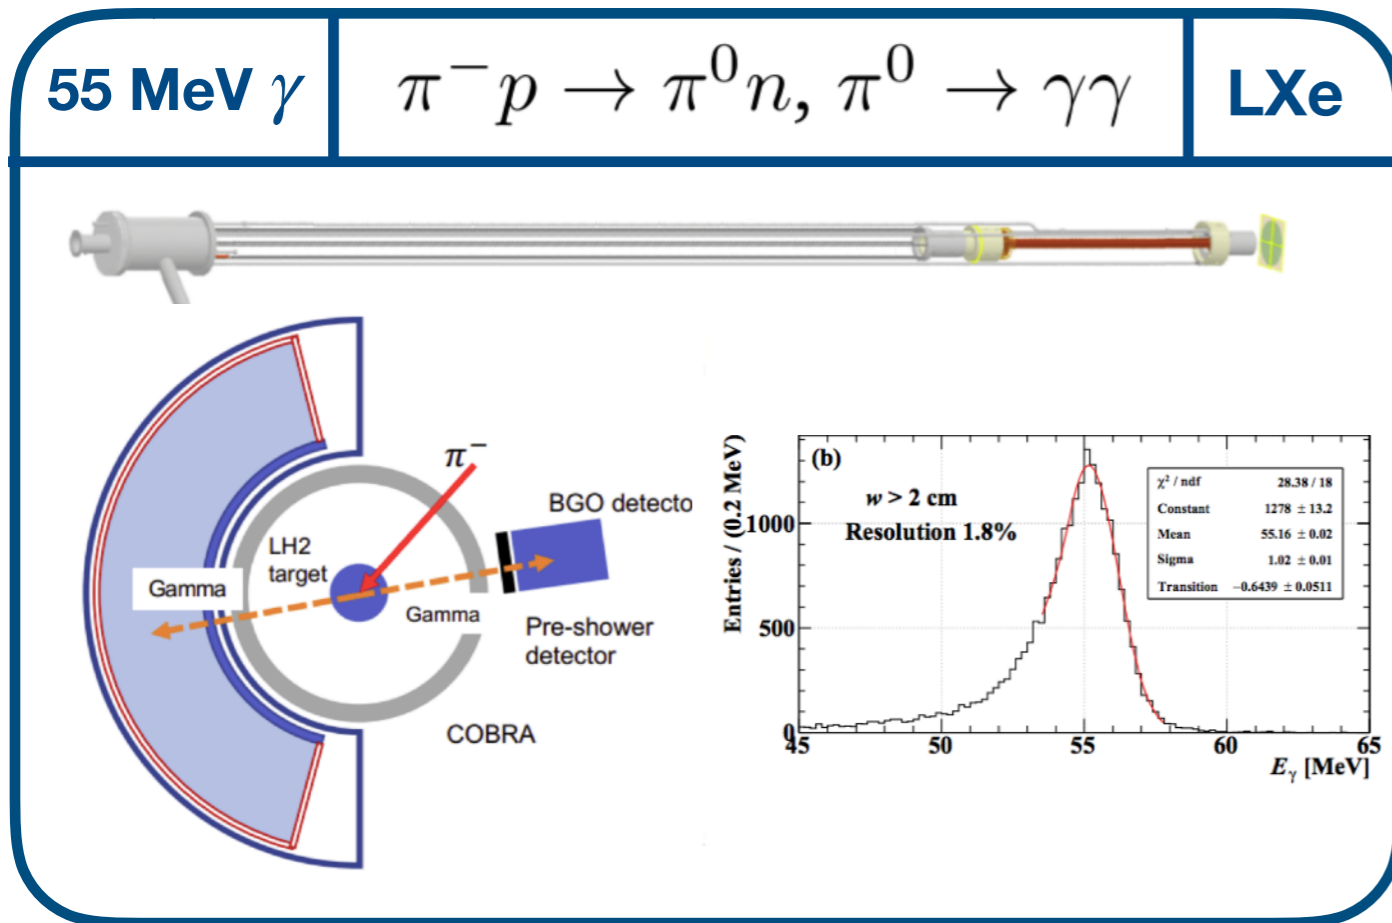 55 MeV γ
π⁻p → π⁰n, π⁰ → γγ
LXe
π⁻
BGO detecto
LH2
target
Gamma
Gamma
Pre-shower
detector
COBRA
(b)
w > 2 cm
Resolution 1.8%
χ² / ndf 28.38 / 18
Constant 1278 ± 13.2
Mean 55.16 ± 0.02
Sigma 1.02 ± 0.01
Transition −0.6439 ± 0.0511
Entries / (0.2 MeV)
1000
500
0
45 50 55 60 65
E_γ [MeV]